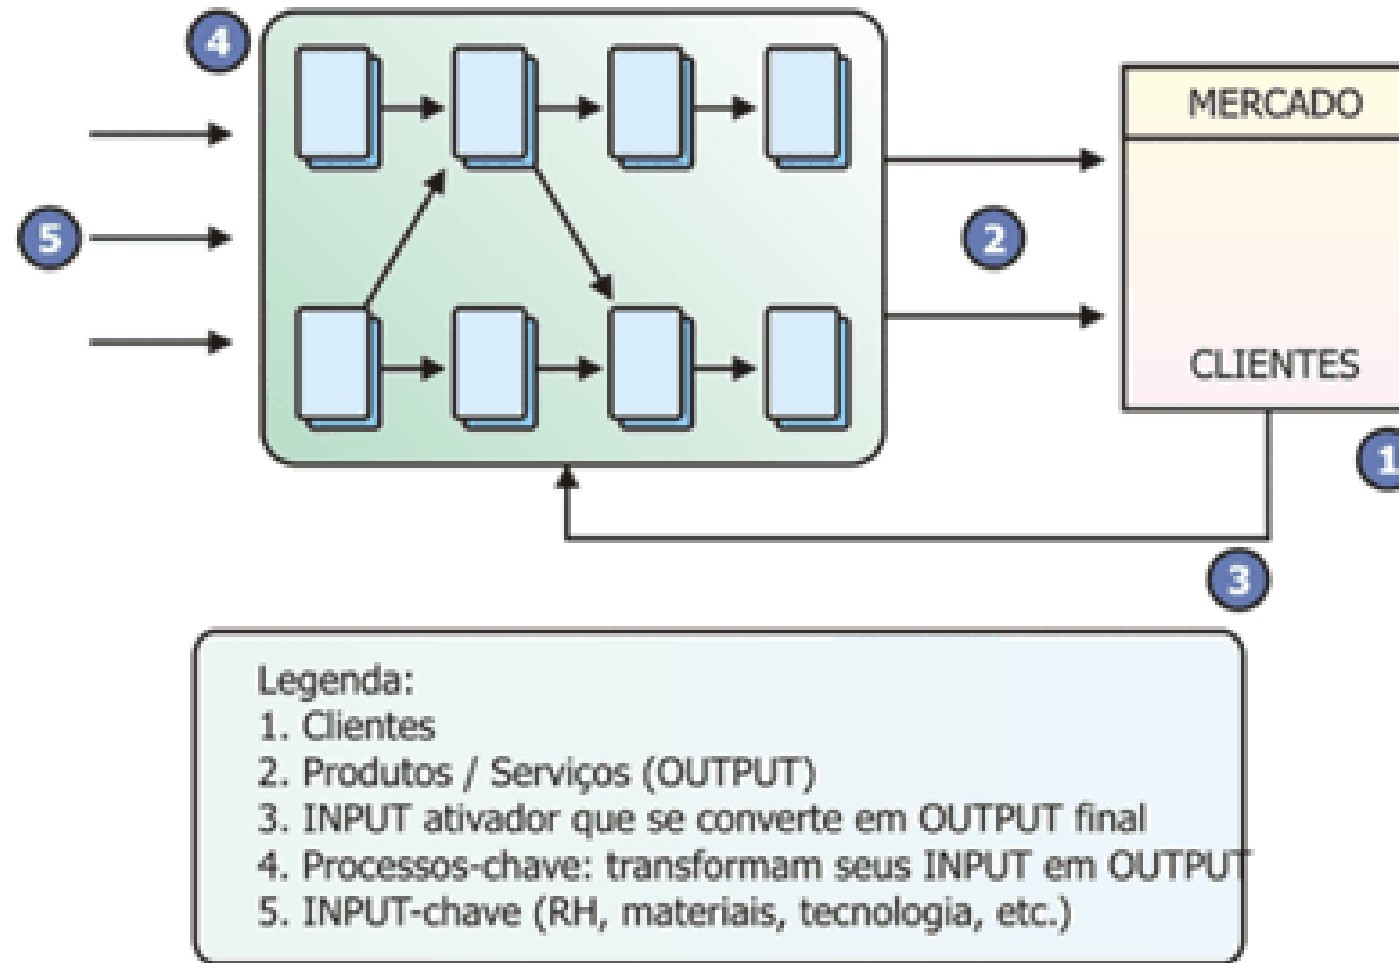 4
MERCADO
5
2
CLIENTES
1
3
Legenda:
1. Clientes
2. Produtos / Serviços (OUTPUT)
3. INPUT ativador que se converte em OUTPUT final
4. Processos-chave: transformam seus INPUT em OUTPUT
5. INPUT-chave (RH, materiais, tecnologia, etc.)